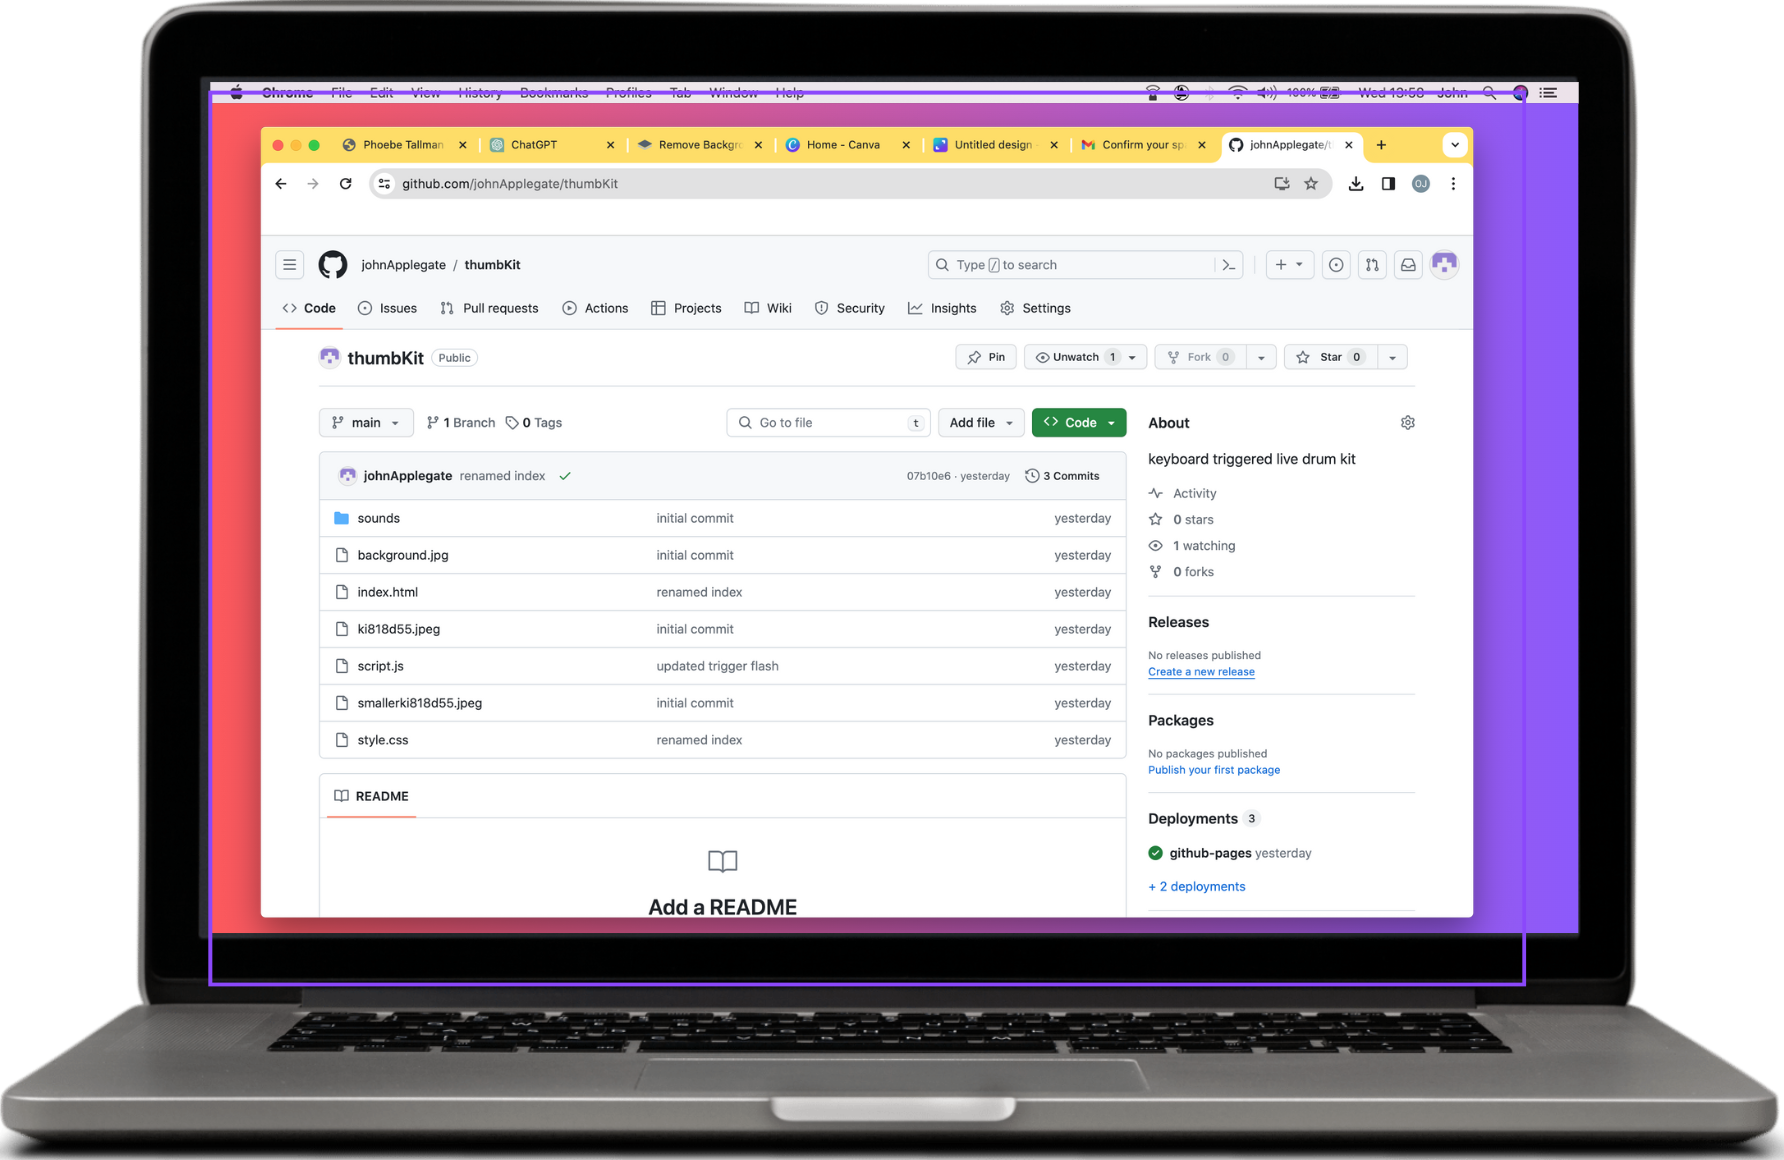 Chrome File Edit View History Bookmarks Profiles Tab Window Help 100% Wed 13:58 John
Phoebe Tallman ChatGPT Remove Backgr Home - Canva Untitled design Confirm your sp johnApplegate/t
github.com/johnApplegate/thumbKit
johnApplegate / thumbKit Type / to search
Code Issues Pull requests Actions Projects Wiki Security Insights Settings
thumbKit Public Pin Unwatch 1 Fork 0 Star 0
main 1 Branch 0 Tags Go to file t Add file Code
johnApplegate renamed index 07b10e6 · yesterday 3 Commits
sounds initial commit yesterday
background.jpg initial commit yesterday
index.html renamed index yesterday
ki818d55.jpeg initial commit yesterday
script.js updated trigger flash yesterday
smallerki818d55.jpeg initial commit yesterday
style.css renamed index yesterday
README
Add a README
About
keyboard triggered live drum kit
Activity
0 stars
1 watching
0 forks
Releases
No releases published
Create a new release
Packages
No packages published
Publish your first package
Deployments 3
github-pages yesterday
+ 2 deployments